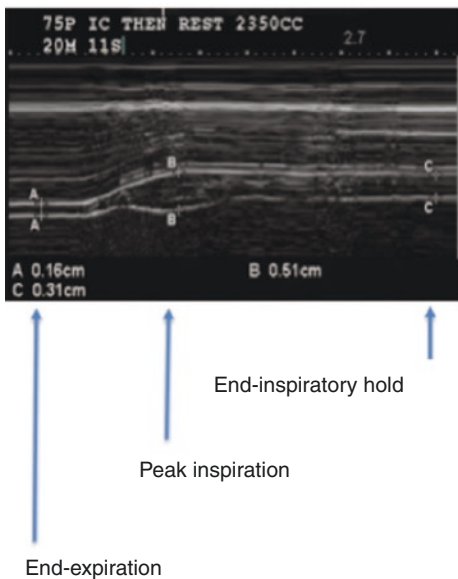 75P IC THEN REST 2350CC
20M 11S
2.7
B
A
C
A
B
C
A 0.16cm
B 0.51cm
C 0.31cm
End-inspiratory hold
Peak inspiration
End-expiration